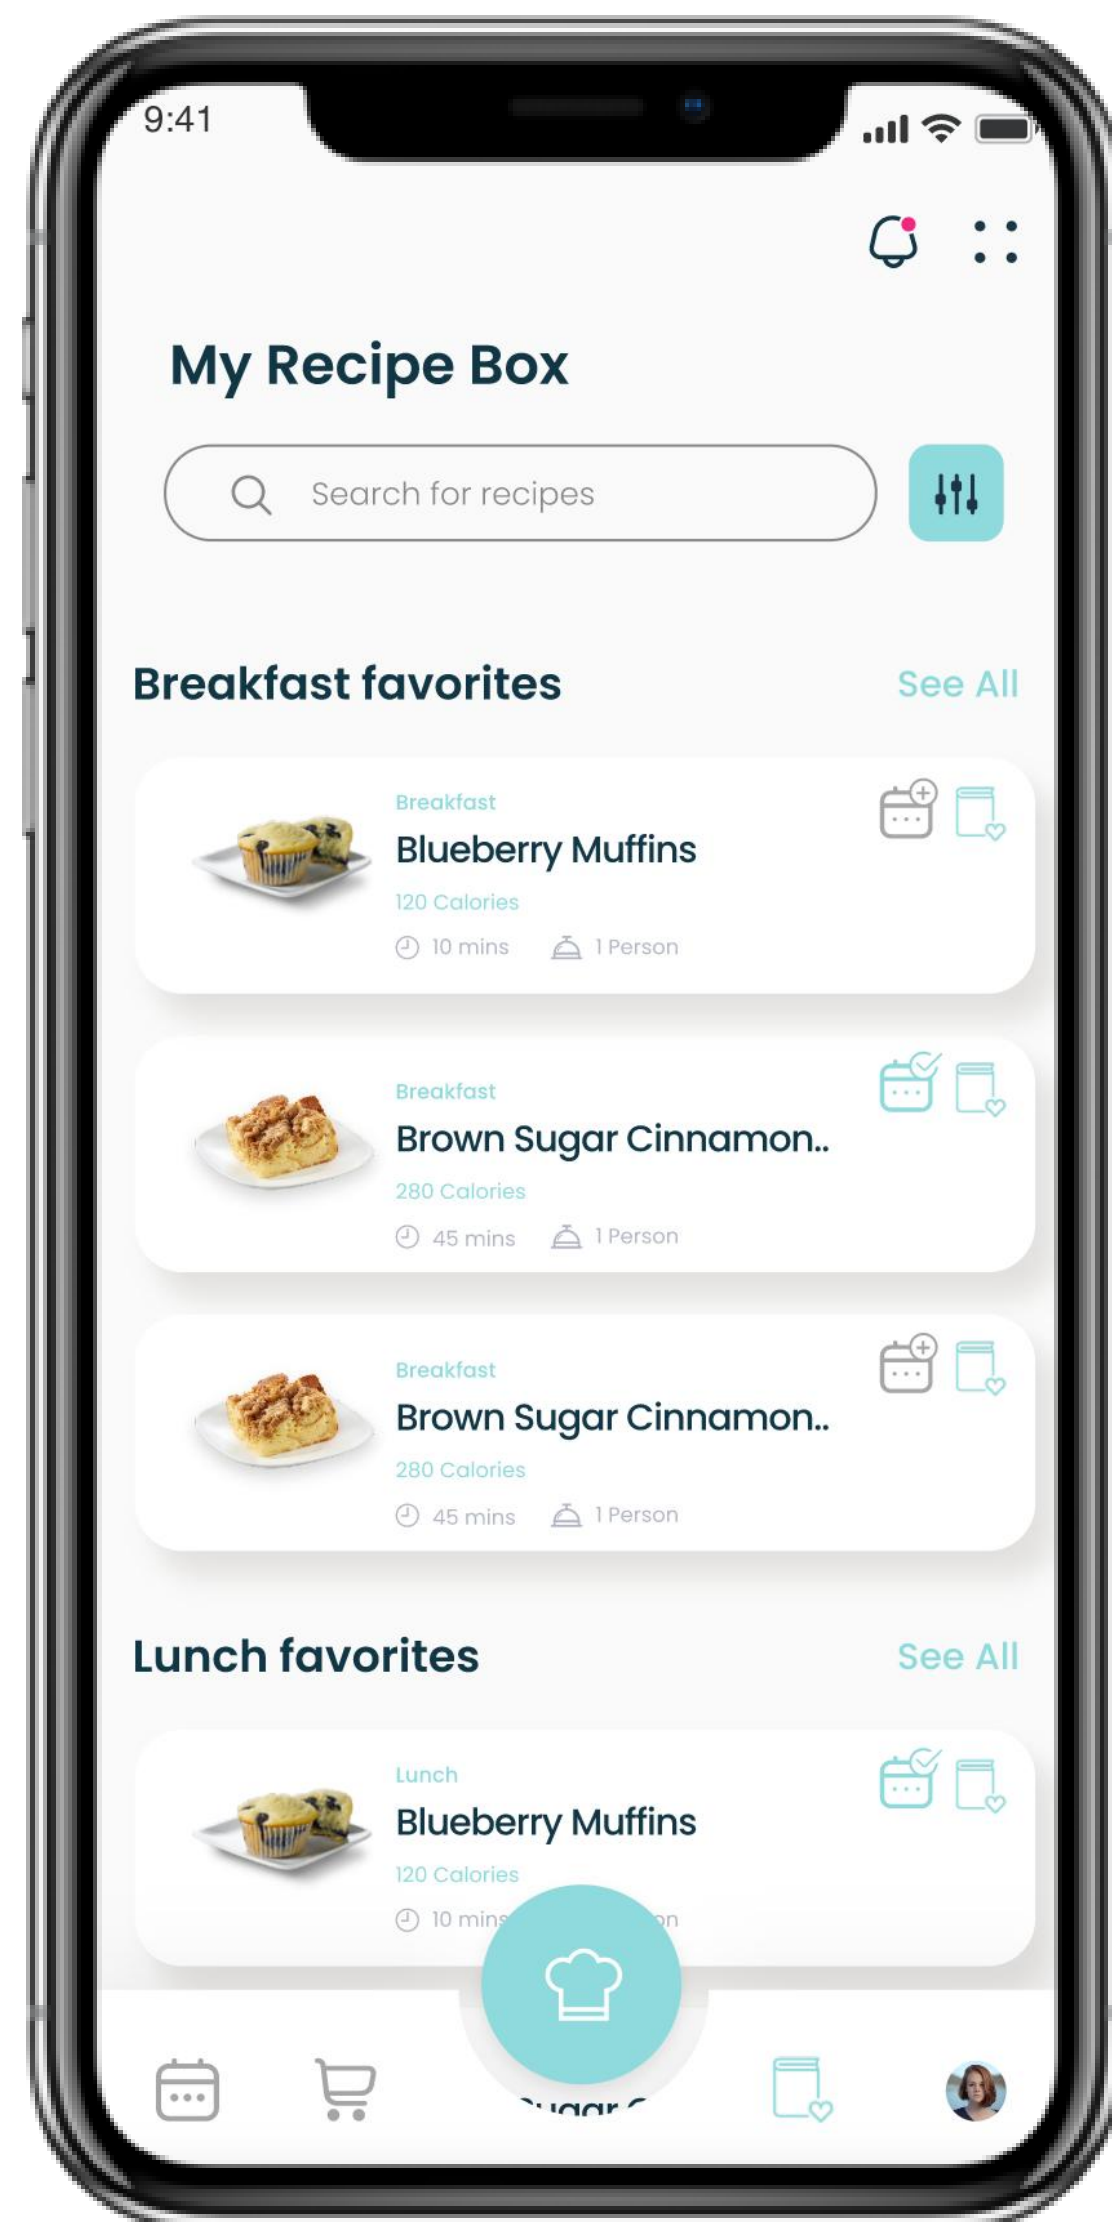 9:41
My Recipe Box
Search for recipes
Breakfast favorites See All
Breakfast
Blueberry Muffins
120 Calories
10 mins 1 Person
Breakfast
Brown Sugar Cinnamon..
280 Calories
45 mins 1 Person
Breakfast
Brown Sugar Cinnamon..
280 Calories
45 mins 1 Person
Lunch favorites See All
Lunch
Blueberry Muffins
120 Calories
10 mins